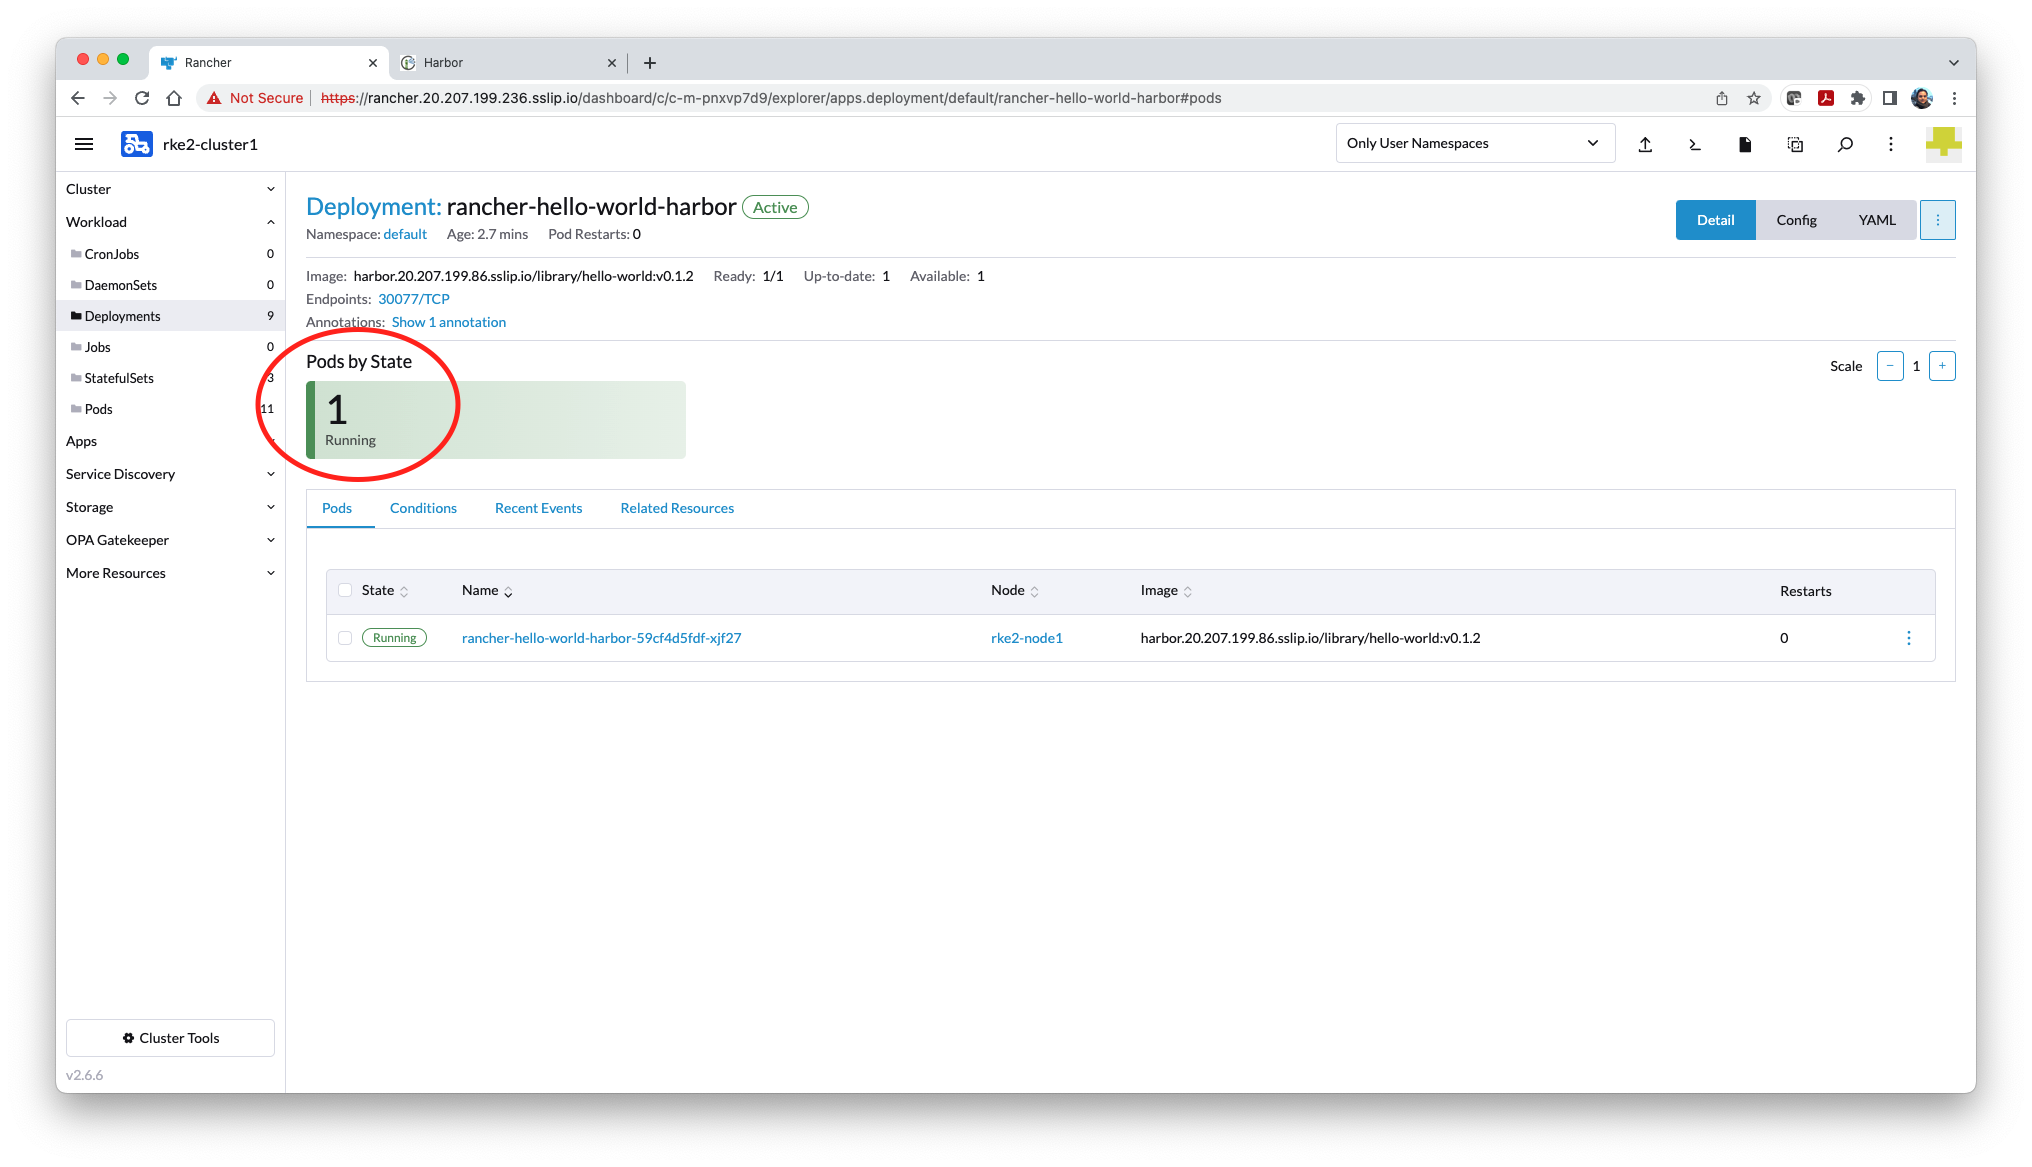 Rancher
Harbor
Not Secure https://rancher.20.207.199.236.sslip.io/dashboard/c/c-m-pnxvp7d9/explorer/apps.deployment/default/rancher-hello-world-harbor#pods
rke2-cluster1
Only User Namespaces
Cluster
Workload
CronJobs 0
DaemonSets 0
Deployments 9
Jobs 0
StatefulSets 3
Pods 11
Apps
Service Discovery
Storage
OPA Gatekeeper
More Resources
Cluster Tools
v2.6.6
Deployment: rancher-hello-world-harbor Active
Namespace: default Age: 2.7 mins Pod Restarts: 0
Detail Config YAML
Image: harbor.20.207.199.86.sslip.io/library/hello-world:v0.1.2 Ready: 1/1 Up-to-date: 1 Available: 1
Endpoints: 30077/TCP
Annotations: Show 1 annotation
Pods by State
Scale - 1 +
1
Running
Pods Conditions Recent Events Related Resources
State Name Node Image Restarts
Running rancher-hello-world-harbor-59cf4d5fdf-xjf27 rke2-node1 harbor.20.207.199.86.sslip.io/library/hello-world:v0.1.2 0